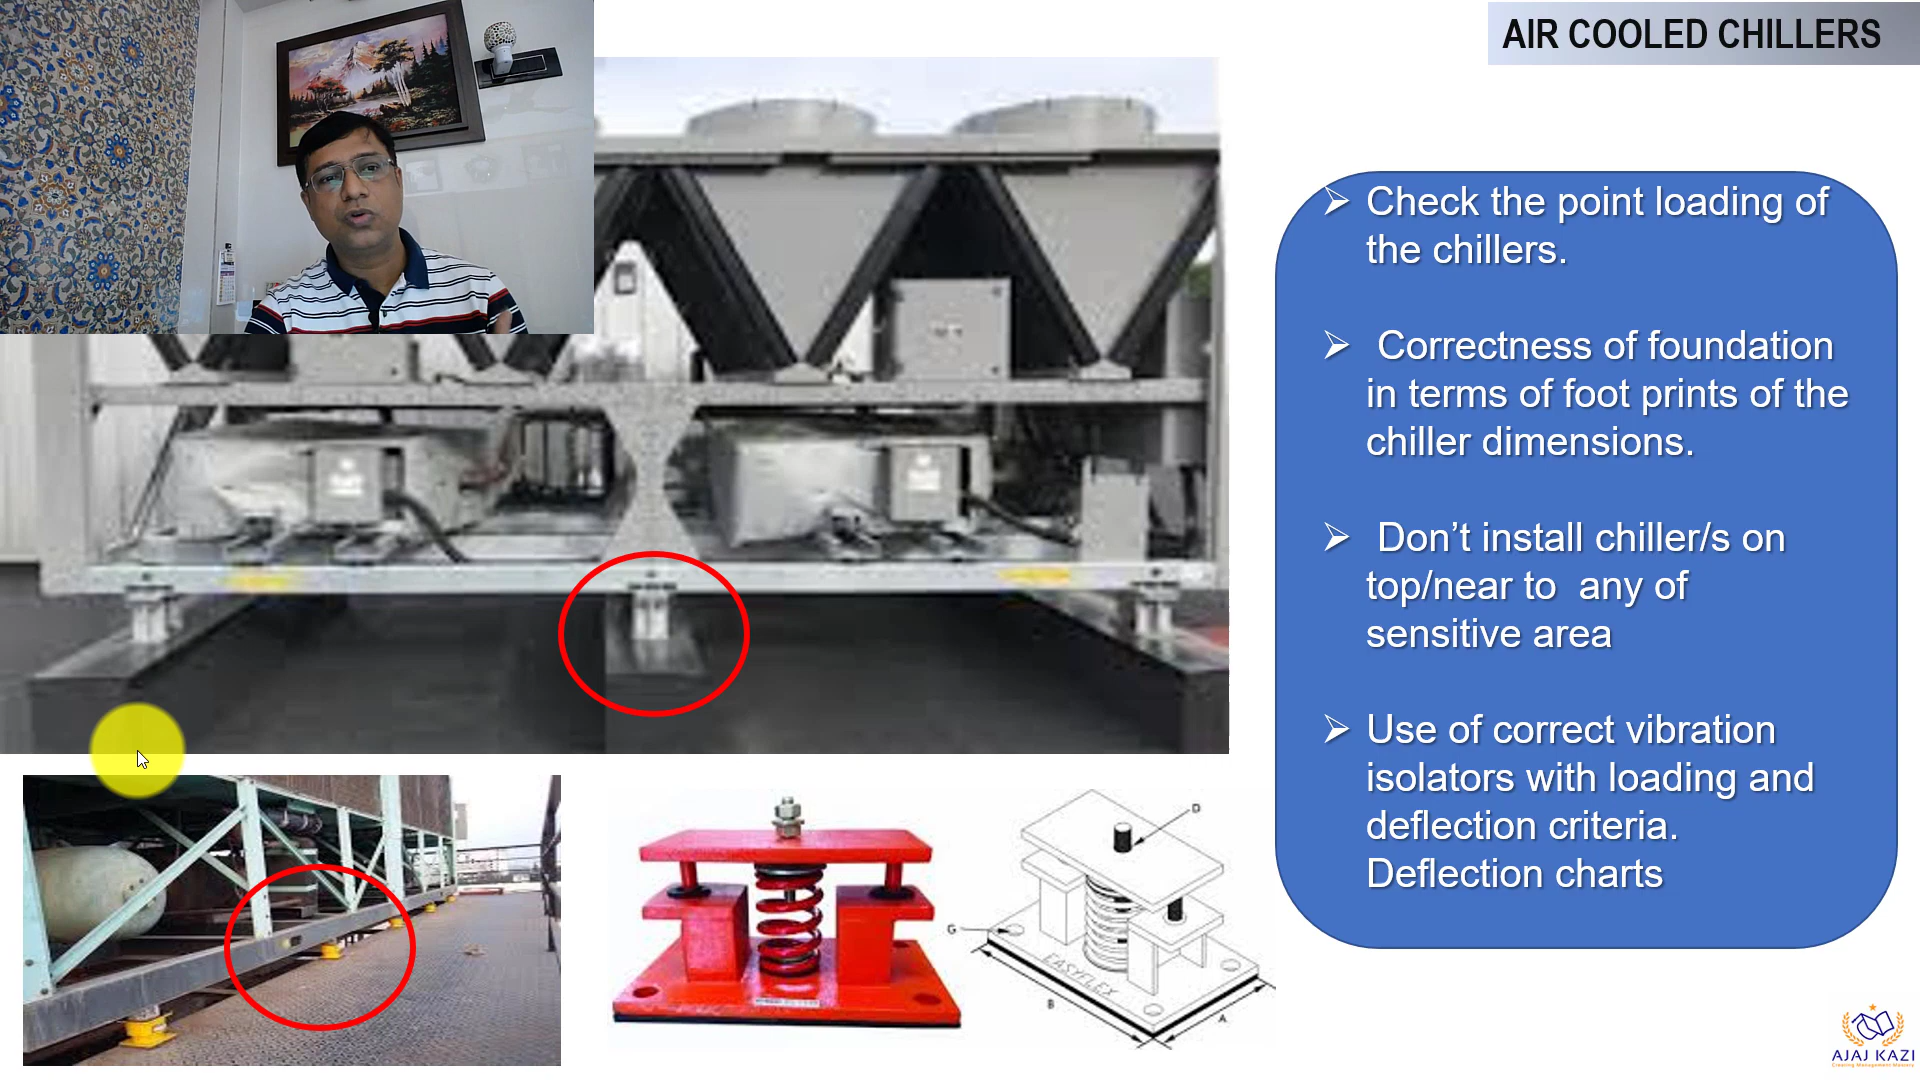 AIR COOLED CHILLERS
➢ Check the point loading of
the chillers.
➢ Correctness of foundation
in terms of foot prints of the
chiller dimensions.
➢ Don’t install chiller/s on
top/near to any of
sensitive area
➢ Use of correct vibration
isolators with loading and
deflection criteria.
Deflection charts
D
G
EASYFLEX
B
A
AJAJ KAZI